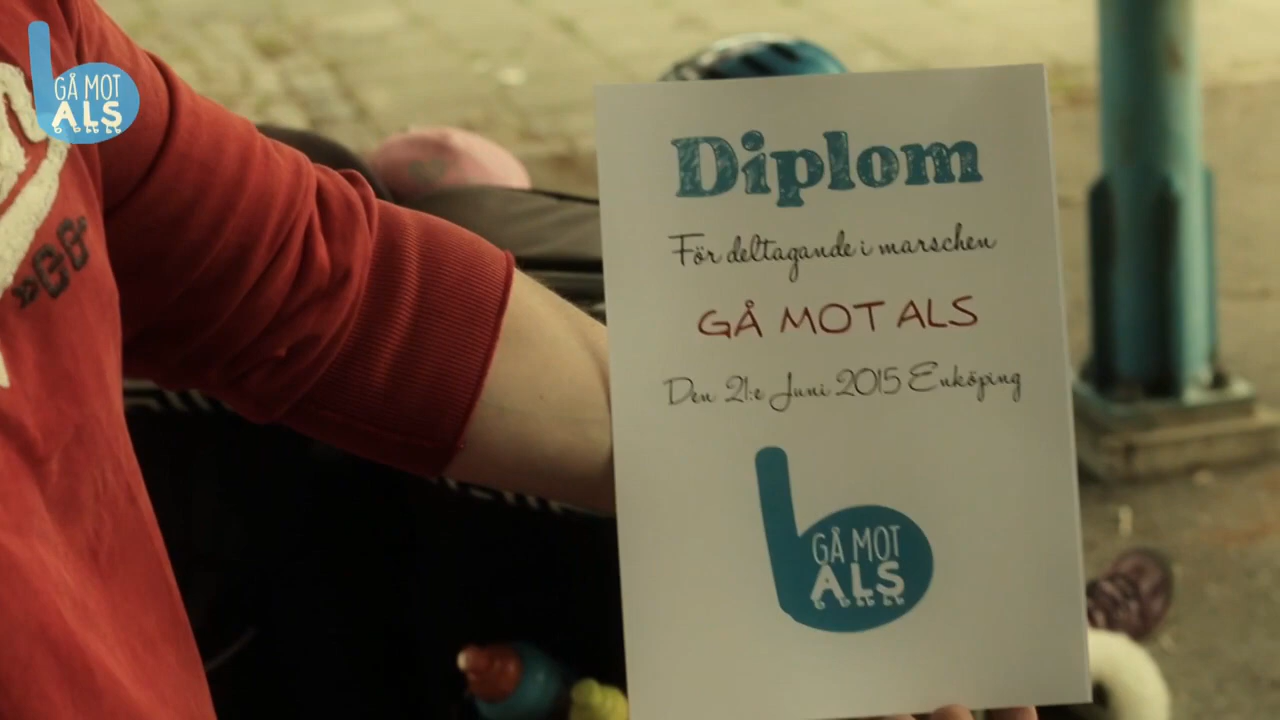 GÅ MOT
ALS
Diplom
För deltagande i marschen
GÅ MOT ALS
Den 21:e Juni 2015 Enköping
GÅ MOT
ALS